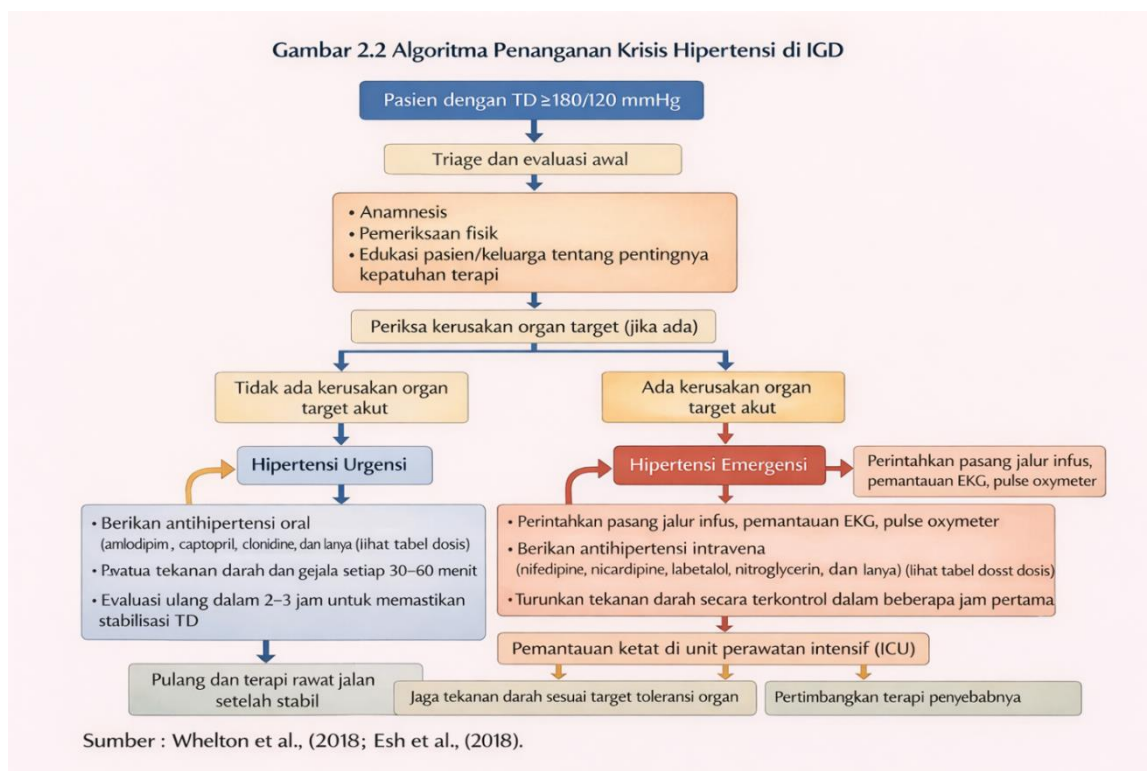 Gambar 2.2 Algoritma Penanganan Krisis Hipertensi di IGD
Pasien dengan TD ≥180/120 mmHg
Triage dan evaluasi awal
• Anamnesis
• Pemeriksaan fisik
• Edukasi pasien/keluarga tentang pentingnya
kepatuhan terapi
Periksa kerusakan organ target (jika ada)
Tidak ada kerusakan organ
target akut
Hipertensi Urgensi
• Berikan antihipertensi oral
(amlodipim, captopril, clonidine, dan lanya (lihat tabel dosis)
• Pawatua tekanan darah dan gejala setiap 30–60 menit
• Evaluasi ulang dalam 2–3 jam untuk memastikan
stabilisasi TD
Pulang dan terapi rawat jalan
setelah stabil
Ada kerusakan organ
target akut
Hipertensi Emergensi
Perintahkan pasang jalur infus,
pemantauan EKG, pulse oxymeter
• Perintahkan pasang jalur infus, pemantauan EKG, pulse oxymeter
• Berikan antihipertensi intravena
(nifedipine, nicardipine, labetalol, nitroglycerin, dan lanya) (lihat tabel dosst dosis)
• Turunkan tekanan darah secara terkontrol dalam beberapa jam pertama
Pemantauan ketat di unit perawatan intensif (ICU)
Jaga tekanan darah sesuai target toleransi organ
Pertimbangkan terapi penyebabnya
Sumber : Whelton et al., (2018; Esh et al., (2018).